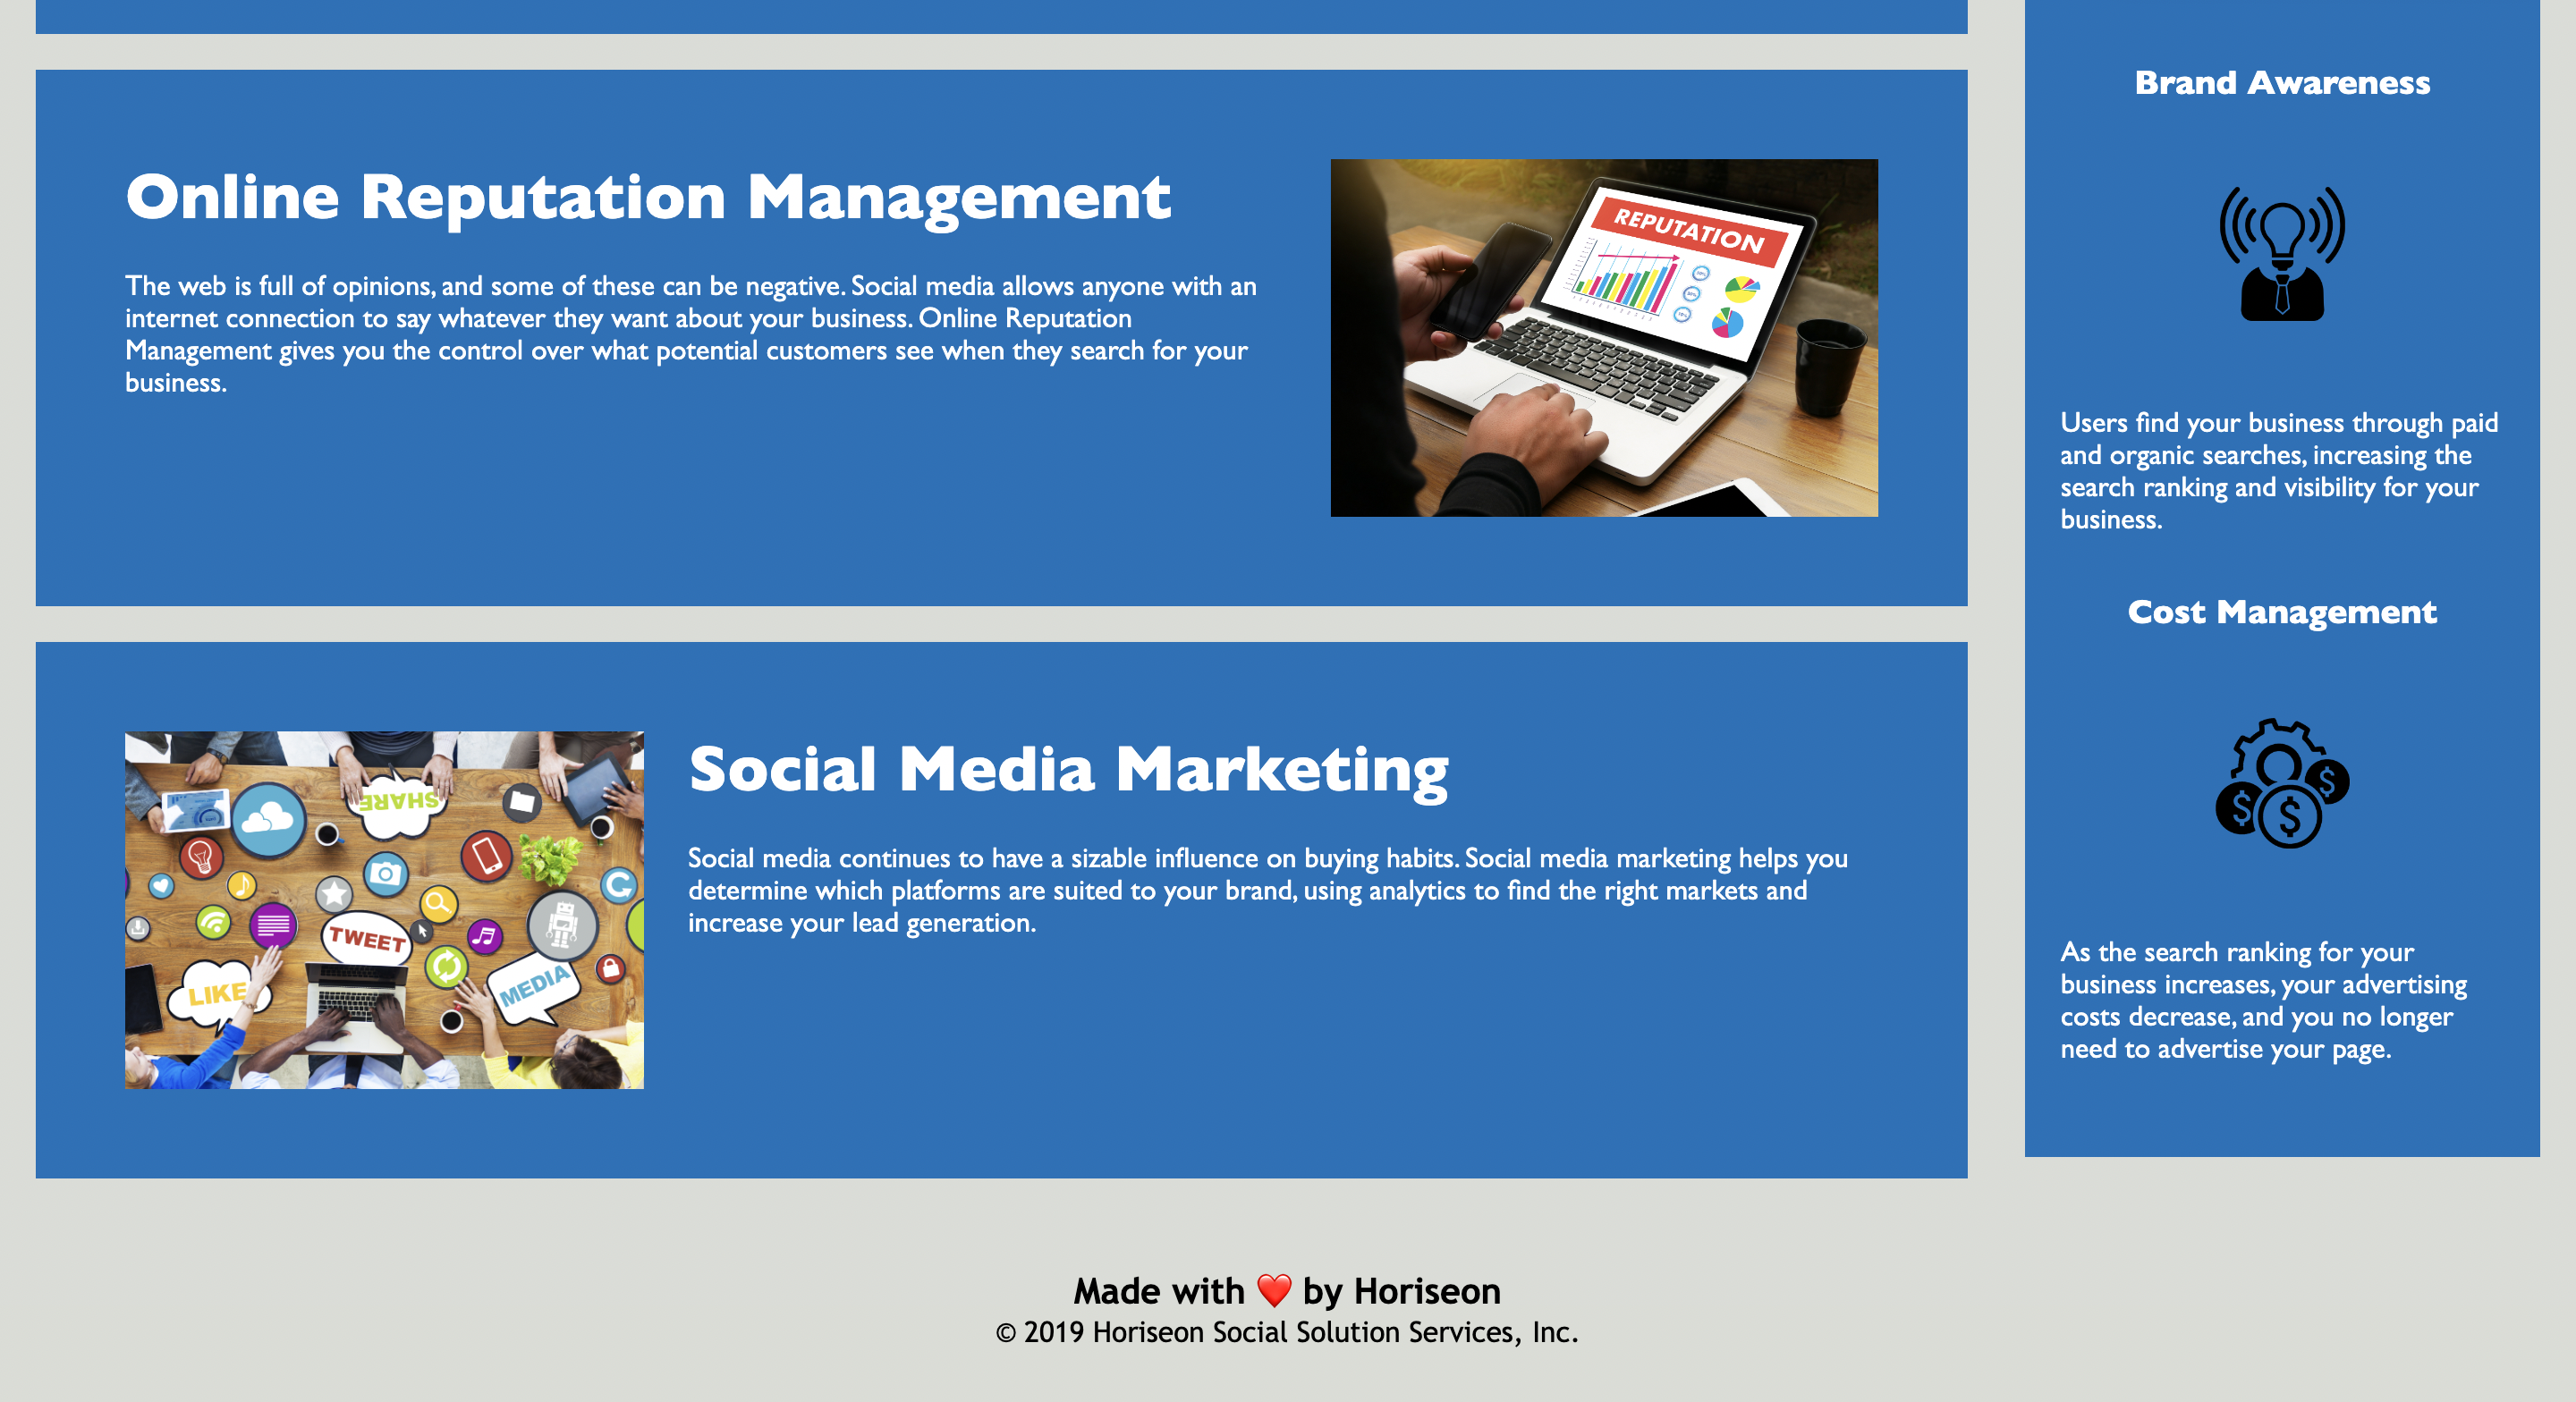 Online Reputation Management
The web is full of opinions, and some of these can be negative. Social media allows anyone with an
internet connection to say whatever they want about your business. Online Reputation
Management gives you the control over what potential customers see when they search for your
business.
REPUTATION
Social Media Marketing
Social media continues to have a sizable influence on buying habits. Social media marketing helps you
determine which platforms are suited to your brand, using analytics to find the right markets and
increase your lead generation.
SHARE
TWEET
LIKE
MEDIA
Brand Awareness
Users find your business through paid
and organic searches, increasing the
search ranking and visibility for your
business.
Cost Management
$ $ $
As the search ranking for your
business increases, your advertising
costs decrease, and you no longer
need to advertise your page.
Made with ❤️ by Horiseon
© 2019 Horiseon Social Solution Services, Inc.